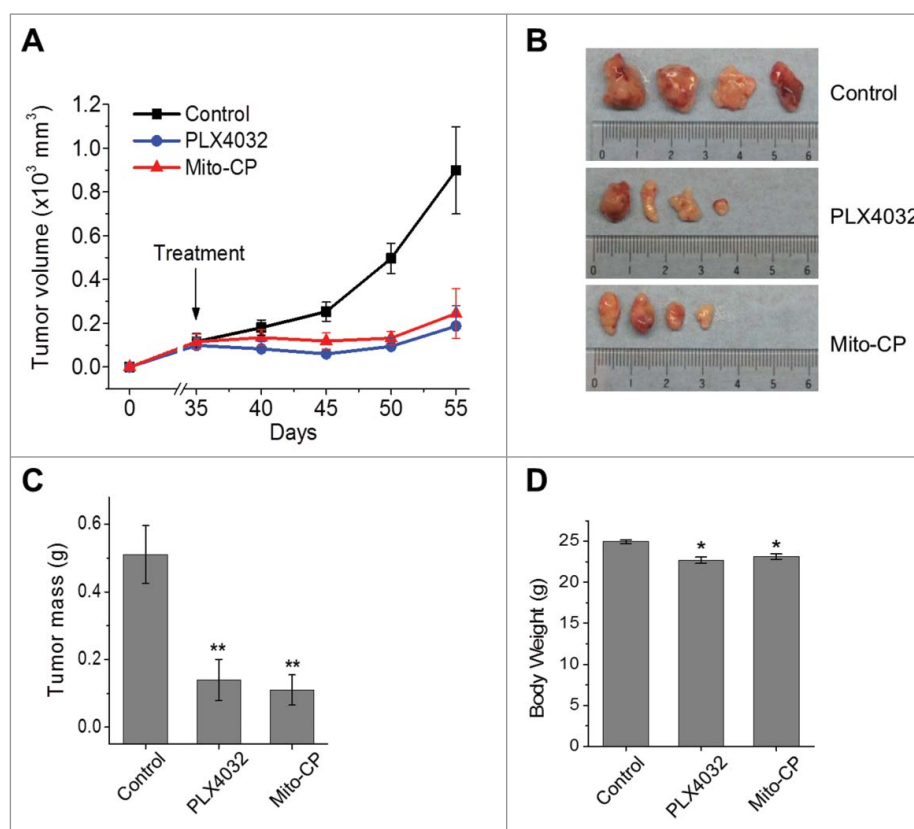 A
Tumor volume (x10³ mm³)
1.2
1.0
0.8
0.6
0.4
0.2
0.0
Control
PLX4032
Mito-CP
Treatment
0 35 40 45 50 55
Days
B
Control
0 1 2 3 4 5 6
PLX4032
0 1 2 3 4 5 6
Mito-CP
0 1 2 3 4 5 6
C
Tumor mass (g)
0.6
0.4
0.2
0.0
** **
Control PLX4032 Mito-CP
D
Body Weight (g)
25
22
15
10
5
0
* *
Control PLX4032 Mito-CP